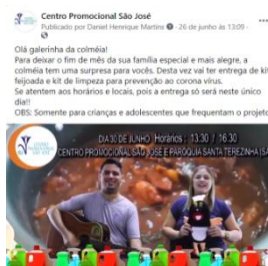 Centro Promocional São José
Publicado por Daniel Henrique Martins · 26 de junho às 13:09 ·
Olá galerinha da colméia!
Para deixar o fim de mês da sua família especial e mais alegre, a
colméia tem uma surpresa para vocês. Desta vez vai ter entrega de kit
feijoada e kit de limpeza para prevenção ao corona vírus.
Se atentem aos horários e locais, pois a entrega só será neste único
dia!!
OBS: Somente para crianças e adolescentes que frequentam o projeto
DIA 30 DE JUNHO Horários : 13:30 / 16:30
CENTRO PROMOCIONAL SÃO JOSÉ E PARÓQUIA SANTA TEREZINHA (SA